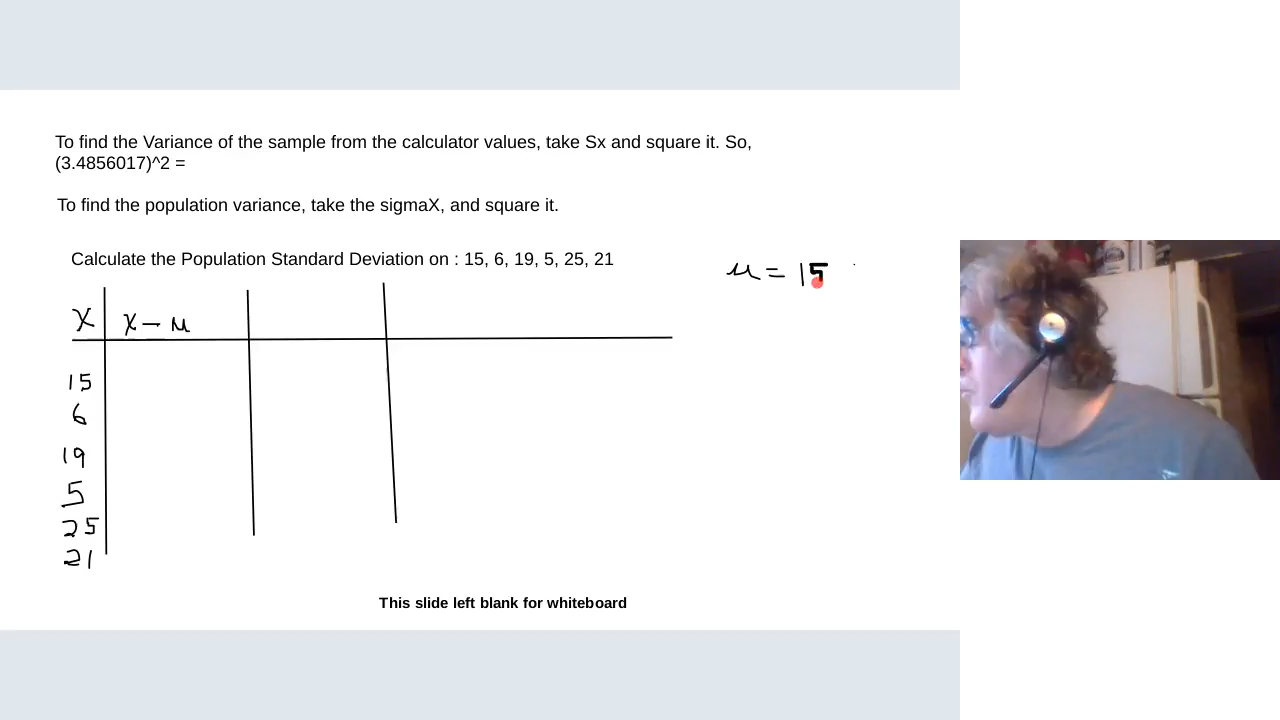 To find the Variance of the sample from the calculator values, take Sx and square it. So,
(3.4856017)^2 =
To find the population variance, take the sigmaX, and square it.
Calculate the Population Standard Deviation on : 15, 6, 19, 5, 25, 21
μ = 15
X X - μ
15
6
19
5
25
21
This slide left blank for whiteboard